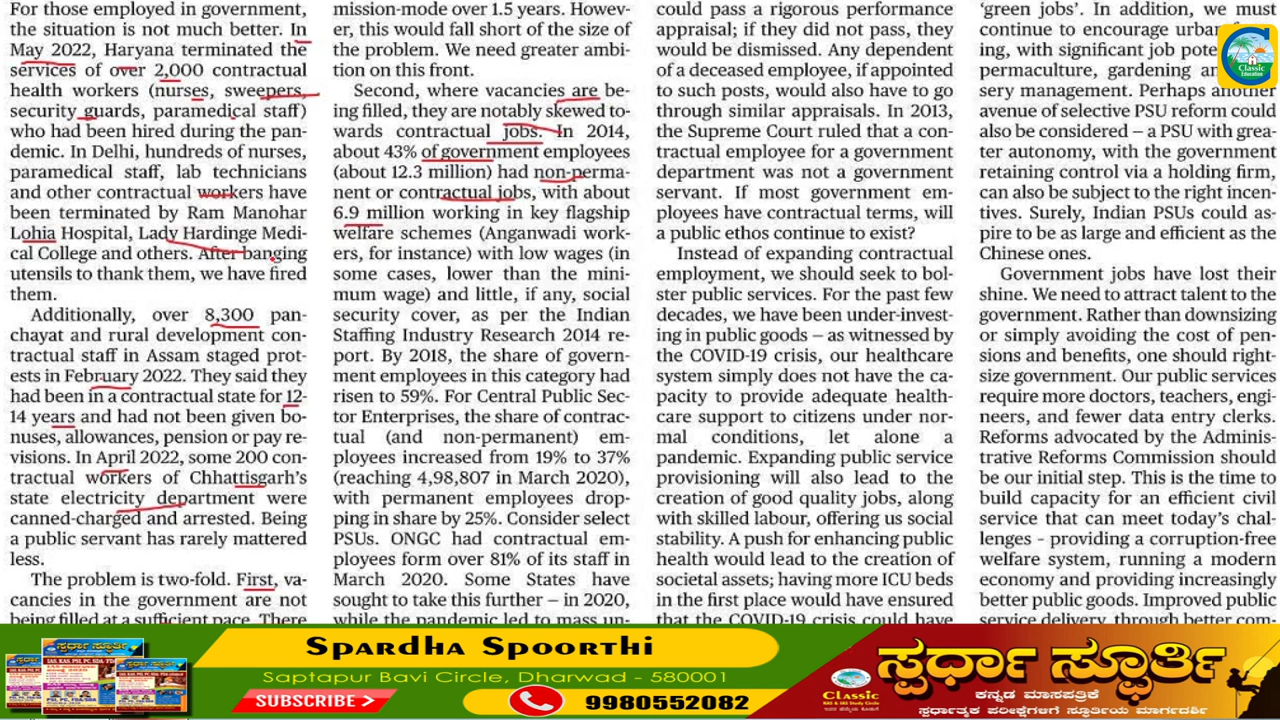 For those employed in government,
the situation is not much better. In
May 2022, Haryana terminated the
services of over 2,000 contractual
health workers (nurses, sweepers,
security guards, paramedical staff)
who had been hired during the pan-
demic. In Delhi, hundreds of nurses,
paramedical staff, lab technicians
and other contractual workers have
been terminated by Ram Manohar
Lohia Hospital, Lady Hardinge Medi-
cal College and others. After banging
utensils to thank them, we have fired
them.
Additionally, over 8,300 pan-
chayat and rural development con-
tractual staff in Assam staged prot-
ests in February 2022. They said they
had been in a contractual state for 12-
14 years and had not been given bo-
nuses, allowances, pension or pay re-
visions. In April 2022, some 200 con-
tractual workers of Chhattisgarh's
state electricity department were
canned-charged and arrested. Being
a public servant has rarely mattered
less.
The problem is two-fold. First, va-
cancies in the government are not
being filled at a sufficient pace. There
mission-mode over 1.5 years. Howev-
er, this would fall short of the size of
the problem. We need greater ambi-
tion on this front.
Second, where vacancies are be-
ing filled, they are notably skewed to-
wards contractual jobs. In 2014,
about 43% of government employees
(about 12.3 million) had non-perma-
nent or contractual jobs, with about
6.9 million working in key flagship
welfare schemes (Anganwadi work-
ers, for instance) with low wages (in
some cases, lower than the mini-
mum wage) and little, if any, social
security cover, as per the Indian
Staffing Industry Research 2014 re-
port. By 2018, the share of govern-
ment employees in this category had
risen to 59%. For Central Public Sec-
tor Enterprises, the share of contrac-
tual (and non-permanent) em-
ployees increased from 19% to 37%
(reaching 4,98,807 in March 2020),
with permanent employees drop-
ping in share by 25%. Consider select
PSUs. ONGC had contractual em-
ployees form over 81% of its staff in
March 2020. Some States have
sought to take this further – in 2020,
while the pandemic led to mass un-
could pass a rigorous performance
appraisal; if they did not pass, they
would be dismissed. Any dependent
of a deceased employee, if appointed
to such posts, would also have to go
through similar appraisals. In 2013,
the Supreme Court ruled that a con-
tractual employee for a government
department was not a government
servant. If most government em-
ployees have contractual terms, will
a public ethos continue to exist?
Instead of expanding contractual
employment, we should seek to bol-
ster public services. For the past few
decades, we have been under-invest-
ing in public goods – as witnessed by
the COVID-19 crisis, our healthcare
system simply does not have the ca-
pacity to provide adequate health-
care support to citizens under nor-
mal conditions, let alone a
pandemic. Expanding public service
provisioning will also lead to the
creation of good quality jobs, along
with skilled labour, offering us social
stability. A push for enhancing public
health would lead to the creation of
societal assets; having more ICU beds
in the first place would have ensured
that the COVID-19 crisis could have
'green jobs'. In addition, we must
continue to encourage urban
ing, with significant job
permaculture, gardening
sery management. Perhaps another
avenue of selective PSU reform could
also be considered – a PSU with grea-
ter autonomy, with the government
retaining control via a holding firm,
can also be subject to the right incen-
tives. Surely, Indian PSUs could as-
pire to be as large and efficient as the
Chinese ones.
Government jobs have lost their
shine. We need to attract talent to the
government. Rather than downsizing
or simply avoiding the cost of pen-
sions and benefits, one should right-
size government. Our public services
require more doctors, teachers, engi-
neers, and fewer data entry clerks.
Reforms advocated by the Adminis-
trative Reforms Commission should
be our initial step. This is the time to
build capacity for an efficient civil
service that can meet today's chal-
lenges - providing a corruption-free
welfare system, running a modern
economy and providing increasingly
better public goods. Improved public
service delivery, through better com-
Classic
Education
Spardha Spoorthi
Saptapur Bavi Circle, Dharwad - 580001
SUBSCRIBE
9980552082
Classic
IAS & KAS Study Circle
ಸ್ಪರ್ಧಾ ಸ್ಫೂರ್ತಿ
ಕನ್ನಡ ಮಾಸಪತ್ರಿಕೆ
ಸ್ಪರ್ಧಾತ್ಮಕ ಪರೀಕ್ಷೆಗಳಿಗೆ ಸ್ಫೂರ್ತಿಯ ಮಾರ್ಗದರ್ಶಿ